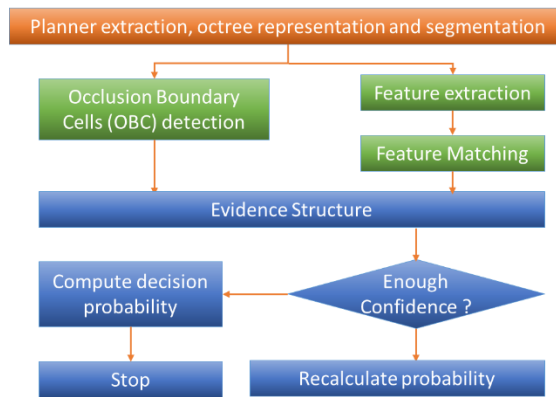 Planner extraction, octree representation and segmentation
Occlusion Boundary
Cells (OBC) detection
Feature extraction
Feature Matching
Evidence Structure
Compute decision
probability
Enough
Confidence ?
Stop
Recalculate probability